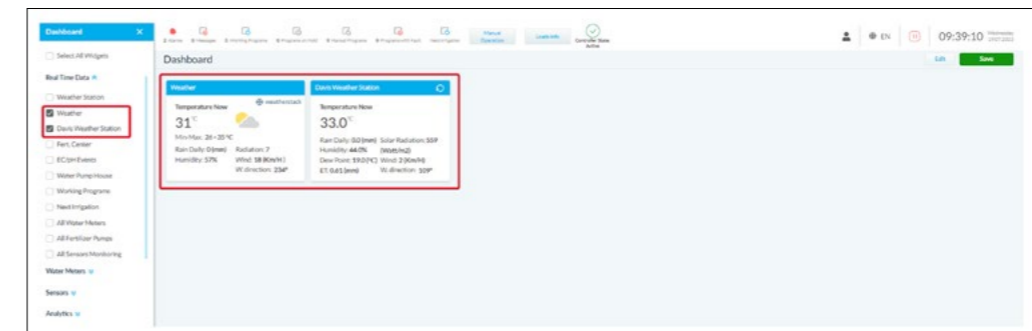 Dashboard
Select All Widgets
Real Time Data
Weather Station
Weather
Davis Weather Station
Fert. Center
EC/pH Events
Water Pump House
Working Programs
Next Irrigation
All Water Meters
All Fertilizer Pumps
All Sensors Monitoring
Water Meters
Sensors
Analytics
Manual
Operation
Controller State
Active
EN
09:39:10
Dashboard
Edit
Save
Weather
weatherstack
Temperature Now
31°C
Min/Max: 26 - 35 °C
Rain Daily: 0 (mm) Radiation: 7
Humidity: 57% Wind: 18 (Km/H)
W. direction: 234°
Davis Weather Station
Temperature Now
33.0°C
Rain Daily: 0.0 (mm) Solar Radiation: 559
Humidity: 44.0% (Watt/m2)
Dew Point: 19.0 (°C) Wind: 2 (Km/H)
ET: 0.61 (mm) W. direction: 109°